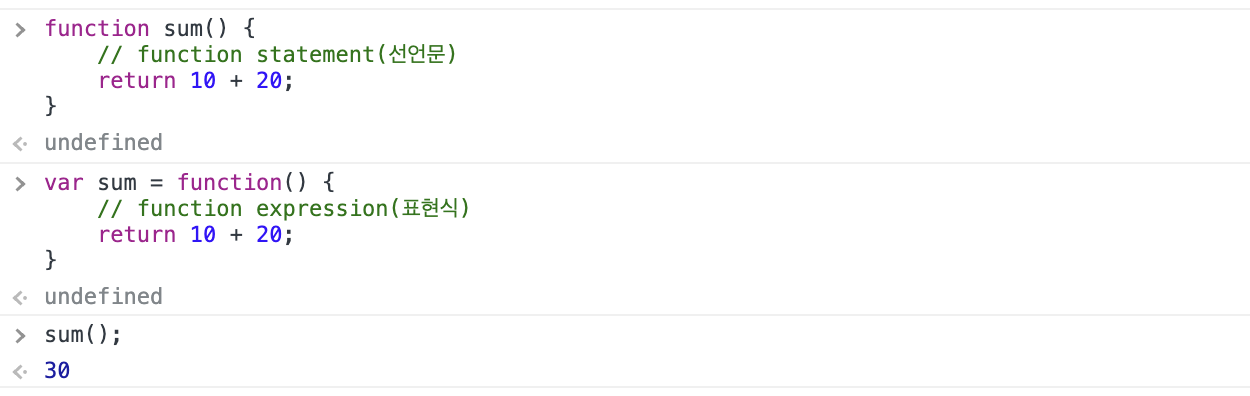 function sum() {
// function statement(선언문)
return 10 + 20;
}
undefined
var sum = function() {
// function expression(표현식)
return 10 + 20;
}
undefined
sum();
30